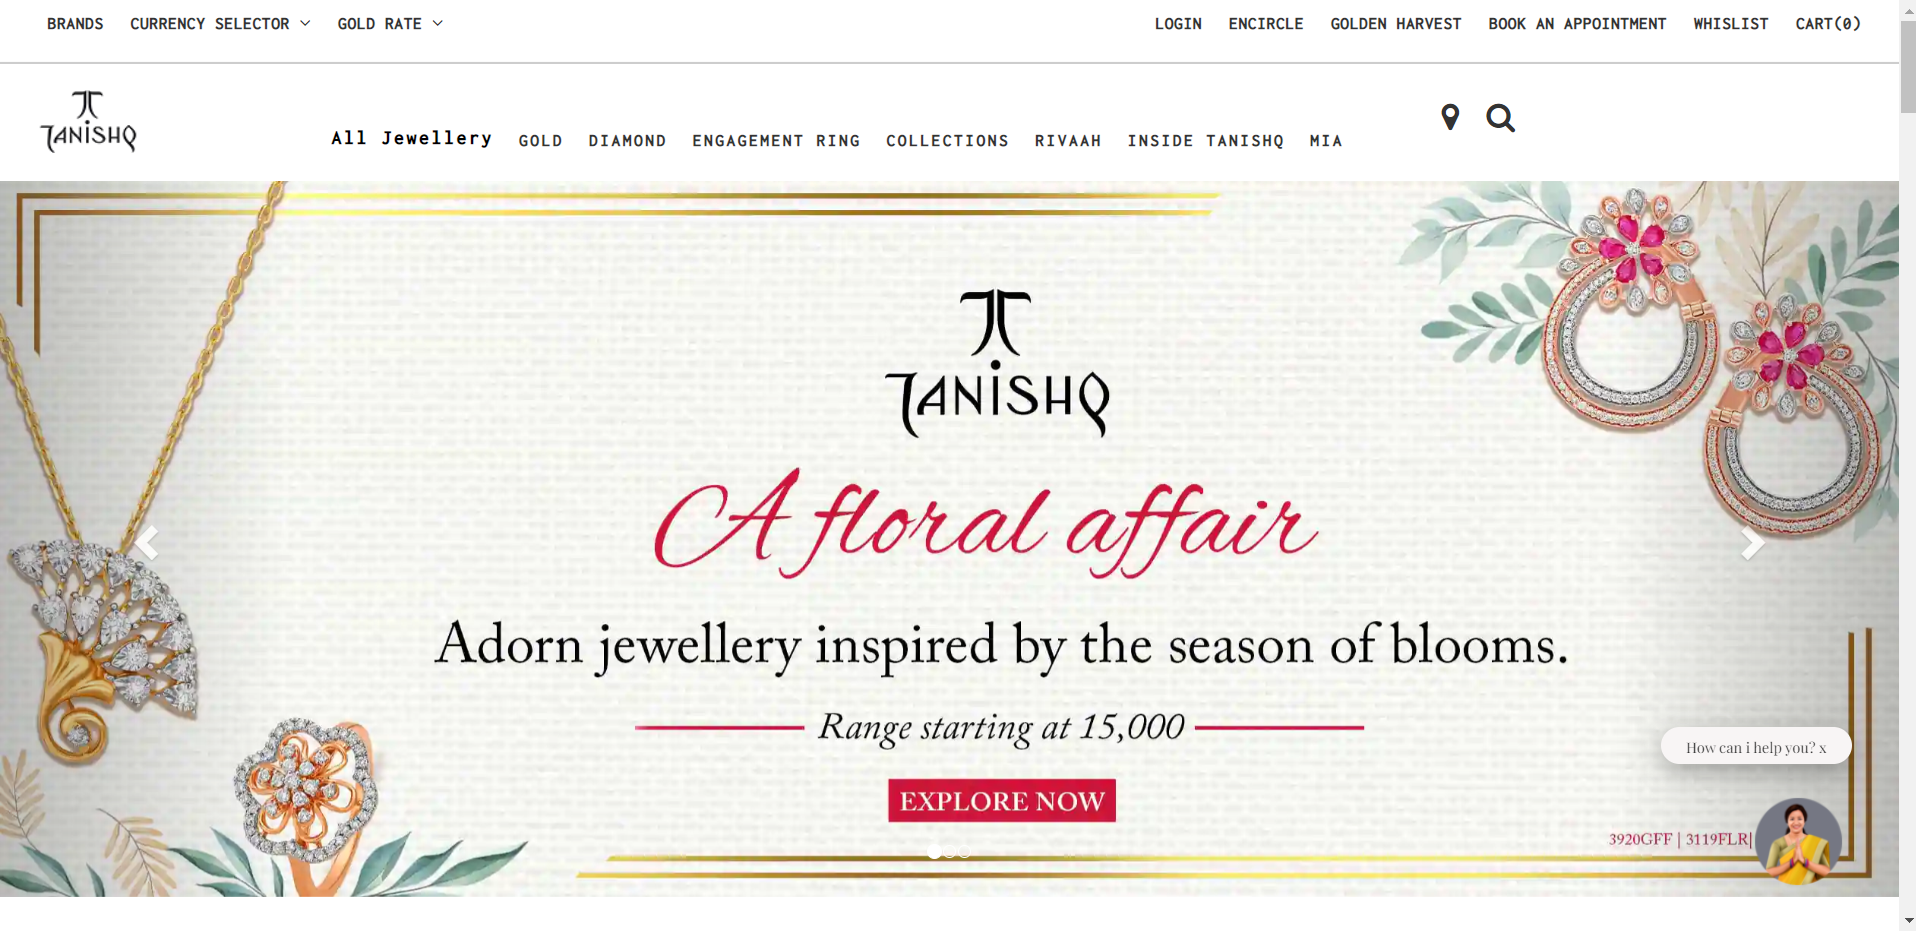 BRANDS CURRENCY SELECTOR GOLD RATE LOGIN ENCIRCLE GOLDEN HARVEST BOOK AN APPOINTMENT WHISLIST CART(0)
TANISHQ
All Jewellery GOLD DIAMOND ENGAGEMENT RING COLLECTIONS RIVAAH INSIDE TANISHQ MIA
TANISHQ
A floral affair
Adorn jewellery inspired by the season of blooms.
Range starting at 15,000
How can i help you? x
EXPLORE NOW
3920GFF | 3119FLR|